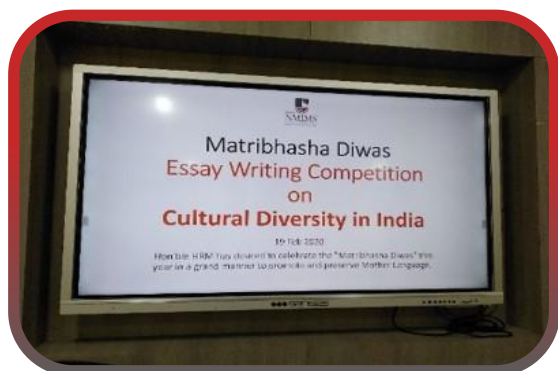 NMIMS
Matribhasha Diwas
Essay Writing Competition
on
Cultural Diversity in India
19 Feb 2020
Hon'ble HRM has desired to celebrate the "Matribhasha Diwas" this
year in a grand manner to promote and preserve Mother Language.